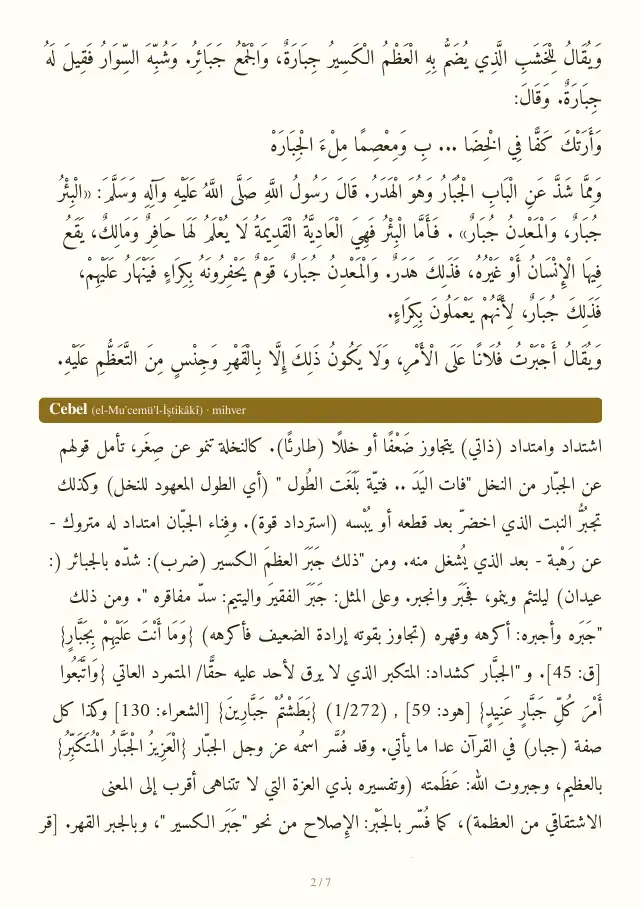 وَيُقَالُ لِلْخَشَبِ الَّذِي يُضَمُّ بِهِ الْعَظْمُ الْكَسِيرُ جِبَارَةٌ، وَالْجَمْعُ جَبَائِرُ. وَشُبِّهَ السِّوَارُ فَقِيلَ لَهُ
جِبَارَةٌ. وَقَالَ:
وَأَرَتْكَ كَفًّا فِي الْخِضَا ... بِ وَمِعْصِمًا مِلْءَ الْجِبَارَهْ
وَمِمَّا شَذَّ عَنِ الْبَابِ الْجُبَارُ وَهُوَ الْهَدَرُ. قَالَ رَسُولُ اللَّهِ صَلَّى اللَّهُ عَلَيْهِ وَآلِهِ وَسَلَّمَ: «الْبِئْرُ
جُبَارٌ، وَالْمَعْدِنُ جُبَارٌ» . فَأَمَّا الْبِئْرُ فَهِيَ الْعَادِيَّةُ الْقَدِيمَةُ لَا يُعْلَمُ لَهَا حَافِرٌ وَمَالِكٌ، يَقَعُ
فِيهَا الْإِنْسَانُ أَوْ غَيْرُهُ، فَذَلِكَ هَدَرٌ. وَالْمَعْدِنُ جُبَارٌ، قَوْمٌ يَحْفِرُونَهُ بِكِرَاءٍ فَيَنْهَارُ عَلَيْهِمْ،
فَذَلِكَ جُبَارٌ، لِأَنَّهُمْ يَعْمَلُونَ بِكِرَاءٍ.
وَيُقَالُ أَجْبَرْتُ فُلَانًا عَلَى الْأَمْرِ، وَلَا يَكُونُ ذَلِكَ إِلَّا بِالْقَهْرِ وَجِنْسٍ مِنَ التَّعَظُّمِ عَلَيْهِ.
Cebel (el-Mu'cemü'l-İştikâkî) · mihver
اشتداد وامتداد (ذاتي) يتجاوز ضَعْفًا أو خللًا (طارئًا). كالنخلة تنمو عن صِغَر، تأمل قولهم
عن الجبّار من النخل "فات اليَدَ .. فتيّة بَلَغَت الطُول " (أي الطول المعهود للنخل) وكذلك
تجبُّرُ النبت الذي اخضرّ بعد قطعه أو يُبْسه (استرداد قوة). وفِناء الجبّان امتداد له متروك -
عن رَهْبة - بعد الذي يُشغل منه. ومن "ذلك جَبَرَ العظمَ الكسير (ضرب): شدّه بالجبائر (:
عيدان) ليلتئم وينمو، فجَبَر وانجبر. وعلى المثل: جَبَرَ الفقيرَ واليتيم: سدّ مفاقره ". ومن ذلك
"جَبَره وأجبره: أكرهه وقهره (تجاوز بقوته إرادة الضعيف فأكرهه) {وَمَا أَنْتَ عَلَيْهِمْ بِجَبَّارٍ}
[ق: 45]. و "الجبَّار كشداد: المتكبر الذي لا يرق لأحد عليه حقًّا/ المتمرد العاتي {وَاتَّبَعُوا
أَمْرَ كُلِّ جَبَّارٍ عَنِيدٍ} [هود: 59] , (1/272) {بَطَشْتُمْ جَبَّارِينَ} [الشعراء: 130] وكذا كل
صفة (جبار) في القرآن عدا ما يأتي. وقد فُسَّر اسمُه عز وجل الجبّار {الْعَزِيزُ الْجَبَّارُ الْمُتَكَبِّرُ}
بالعظيم، وجبروت الله: عَظَمته (وتفسيره بذي العزة التي لا تتناهى أقرب إلى المعنى
الاشتقاقي من العظمة)، كما فُسّر بالجَبْر: الإصلاح من نحو "جَبَر الكسير "، وبالجبر القهر. [قر
2 / 7